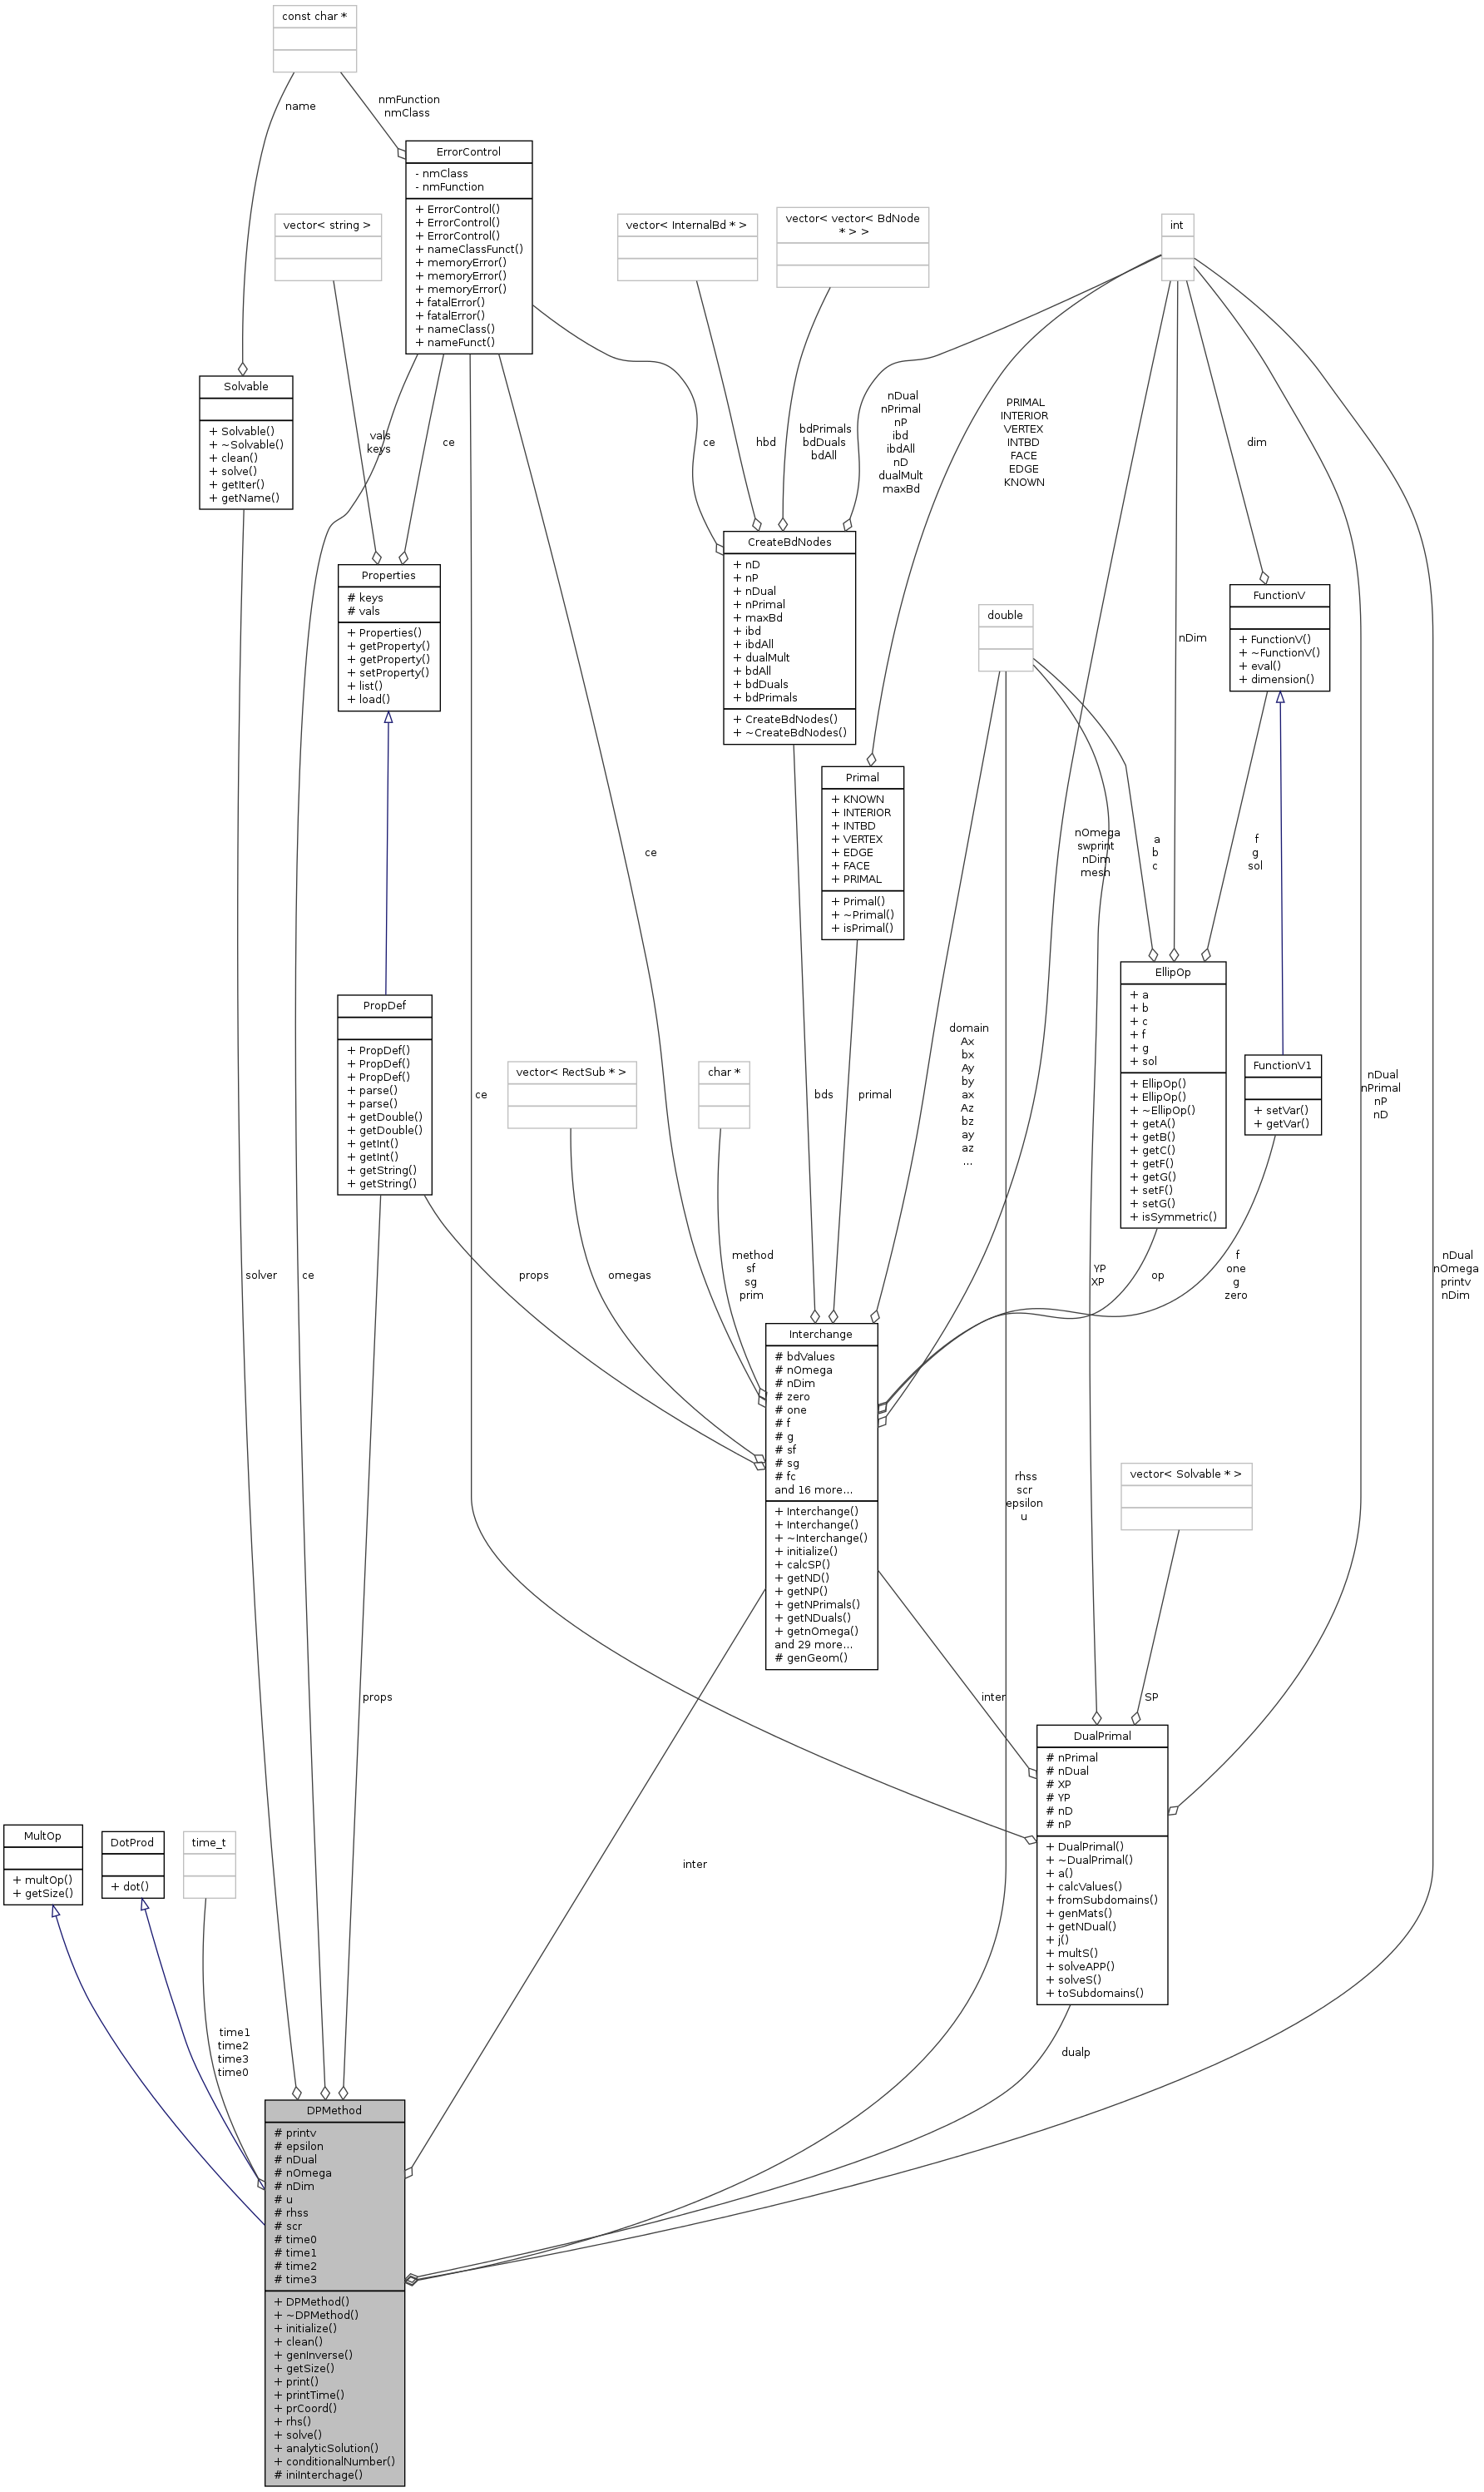 const char *
name
nmFunction
nmClass
ErrorControl
- nmClass
- nmFunction
+ ErrorControl()
+ ErrorControl()
+ ErrorControl()
+ nameClassFunct()
+ memoryError()
+ memoryError()
+ memoryError()
+ fatalError()
+ fatalError()
+ nameClass()
+ nameFunct()
vector< string >
vector< InternalBd * >
vector< vector< BdNode
* > >
int
Solvable
+ Solvable()
+ ~Solvable()
+ clean()
+ solve()
+ getIter()
+ getName()
vals
keys
ce
ce
hbd
bdPrimals
bdDuals
bdAll
nDual
nPrimal
nP
ibd
ibdAll
nD
dualMult
maxBd
PRIMAL
INTERIOR
VERTEX
INTBD
FACE
EDGE
KNOWN
dim
CreateBdNodes
+ nD
+ nP
+ nDual
+ nPrimal
+ maxBd
+ ibd
+ ibdAll
+ dualMult
+ bdAll
+ bdDuals
+ bdPrimals
+ CreateBdNodes()
+ ~CreateBdNodes()
Properties
# keys
# vals
+ Properties()
+ getProperty()
+ getProperty()
+ setProperty()
+ list()
+ load()
double
nDim
FunctionV
+ FunctionV()
+ ~FunctionV()
+ eval()
+ dimension()
Primal
+ KNOWN
+ INTERIOR
+ INTBD
+ VERTEX
+ EDGE
+ FACE
+ PRIMAL
+ Primal()
+ ~Primal()
+ isPrimal()
ce
nOmega
swprint
nDim
mesh
a
b
c
f
g
sol
EllipOp
+ a
+ b
+ c
+ f
+ g
+ sol
+ EllipOp()
+ EllipOp()
+ ~EllipOp()
+ getA()
+ getB()
+ getC()
+ getF()
+ getG()
+ setF()
+ setG()
+ isSymmetric()
PropDef
+ PropDef()
+ PropDef()
+ PropDef()
+ parse()
+ parse()
+ getDouble()
+ getDouble()
+ getInt()
+ getInt()
+ getString()
+ getString()
ce
vector< RectSub * >
char *
bds
primal
domain
Ax
bx
Ay
by
ax
Az
bz
ay
az
...
FunctionV1
+ setVar()
+ getVar()
nDual
nPrimal
nP
nD
solver
ce
props
omegas
method
sf
sg
prim
YP
XP
op
f
one
g
zero
nDual
nOmega
printv
nDim
Interchange
# bdValues
# nOmega
# nDim
# zero
# one
# f
# g
# sf
# sg
# fc
and 16 more...
+ Interchange()
+ Interchange()
+ ~Interchange()
+ initialize()
+ calcSP()
+ getND()
+ getNP()
+ getNPrimals()
+ getNDuals()
+ getnOmega()
and 29 more...
# genGeom()
rhss
scr
epsilon
u
vector< Solvable * >
props
inter
SP
DualPrimal
# nPrimal
# nDual
# XP
# YP
# nD
# nP
+ DualPrimal()
+ ~DualPrimal()
+ a()
+ calcValues()
+ fromSubdomains()
+ genMats()
+ getNDual()
+ j()
+ multS()
+ solveAPP()
+ solveS()
+ toSubdomains()
MultOp
+ multOp()
+ getSize()
DotProd
+ dot()
time_t
inter
time1
time2
time3
time0
dualp
DPMethod
# printv
# epsilon
# nDual
# nOmega
# nDim
# u
# rhss
# scr
# time0
# time1
# time2
# time3
+ DPMethod()
+ ~DPMethod()
+ initialize()
+ clean()
+ genInverse()
+ getSize()
+ print()
+ printTime()
+ prCoord()
+ rhs()
+ solve()
+ analyticSolution()
+ conditionalNumber()
# iniInterchage()